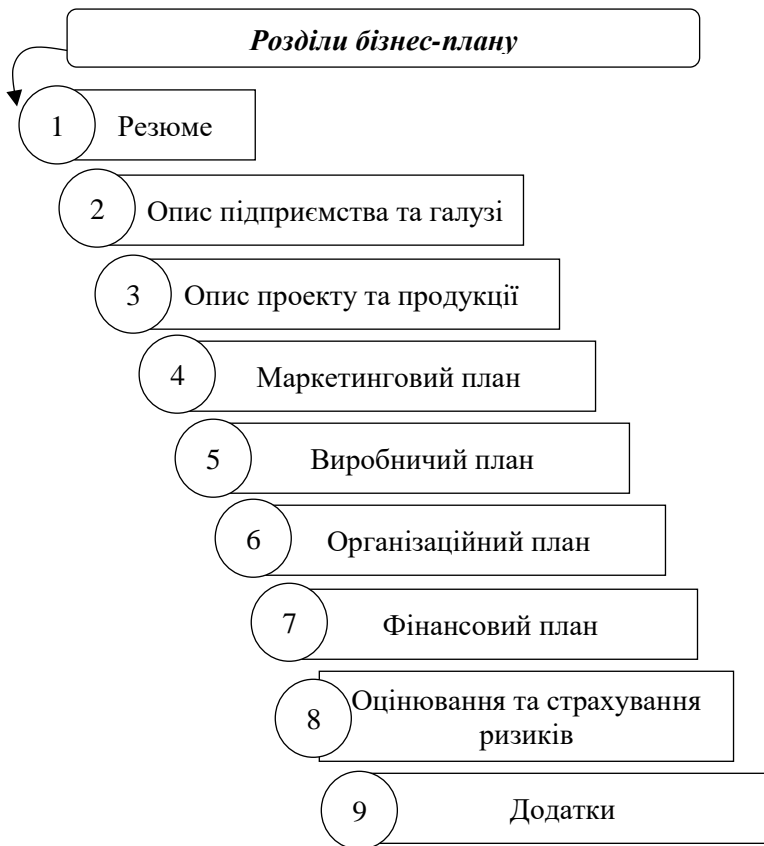 Розділи бізнес-плану
1 Резюме
2 Опис підприємства та галузі
3 Опис проекту та продукції
4 Маркетинговий план
5 Виробничий план
6 Організаційний план
7 Фінансовий план
8 Оцінювання та страхування
ризиків
9 Додатки